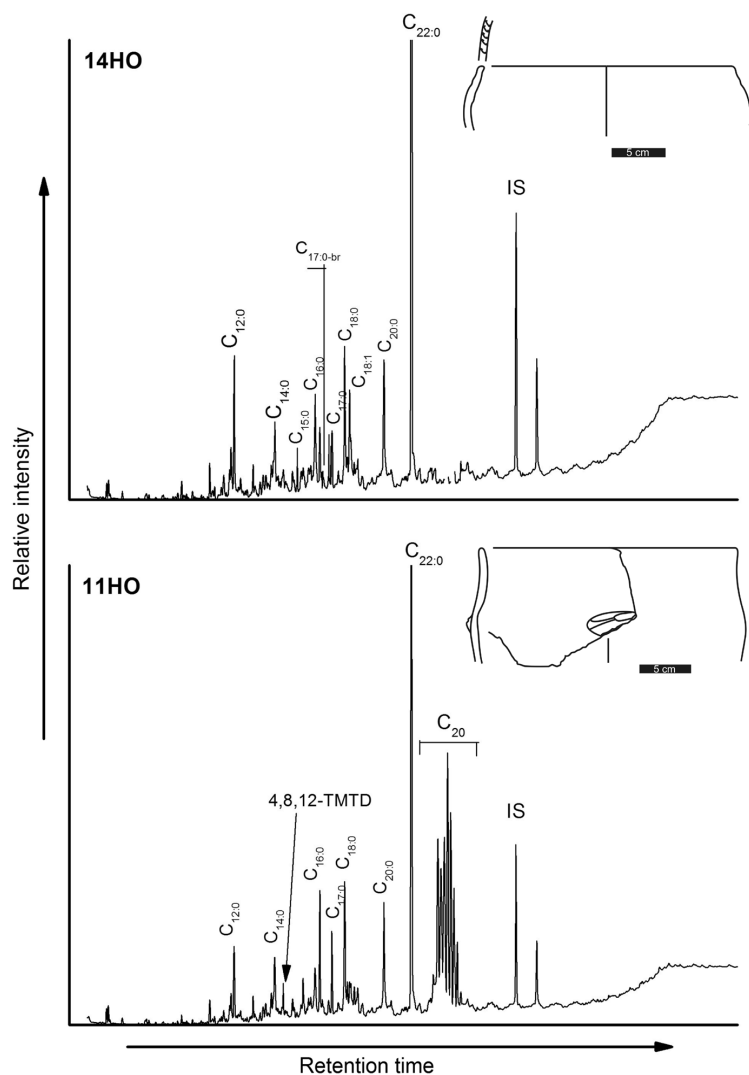 C22:0
14HO
5 cm
IS
C17:0-br
C12:0
C18:0
C20:0
C16:0
C18:1
C14:0
C17:0
C15:0
Relative intensity
C22:0
11HO
5 cm
C20
4,8,12-TMTD
IS
C16:0
C18:0
C20:0
C17:0
C12:0
C14:0
Retention time